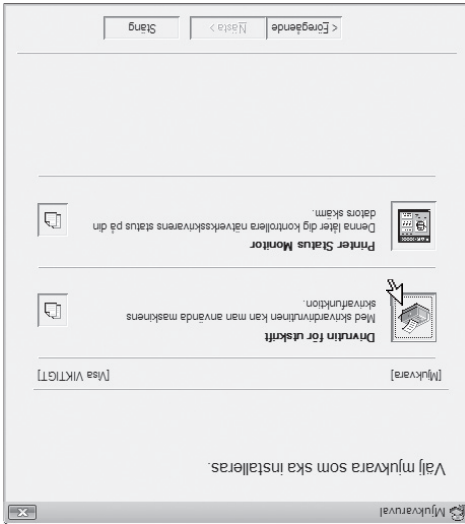 Mjukvaruval
Välj mjukvara som ska installeras.
[Mjukvara] [Visa VIKTIGT]
Drivrutin för utskrift
Med skrivardrivrutinen kan man använda maskinens
skrivarfunktion.
Printer Status Monitor
Denna låter dig kontrollera nätverksskrivarens status på din
dators skärm.
< Föregående Nästa > Stäng